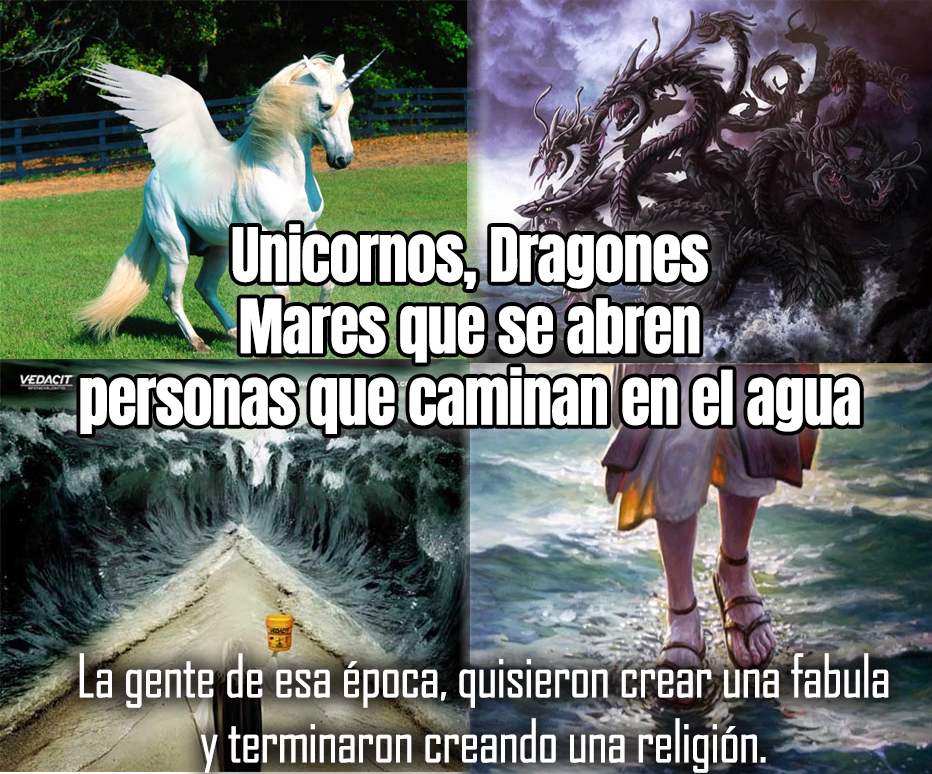 Unicornos, Dragones
Mares que se abren
VEDACIT
personas que caminan en el agua
VEDACIT
La gente de esa época, quisieron crear una fabula
y terminaron creando una religión.